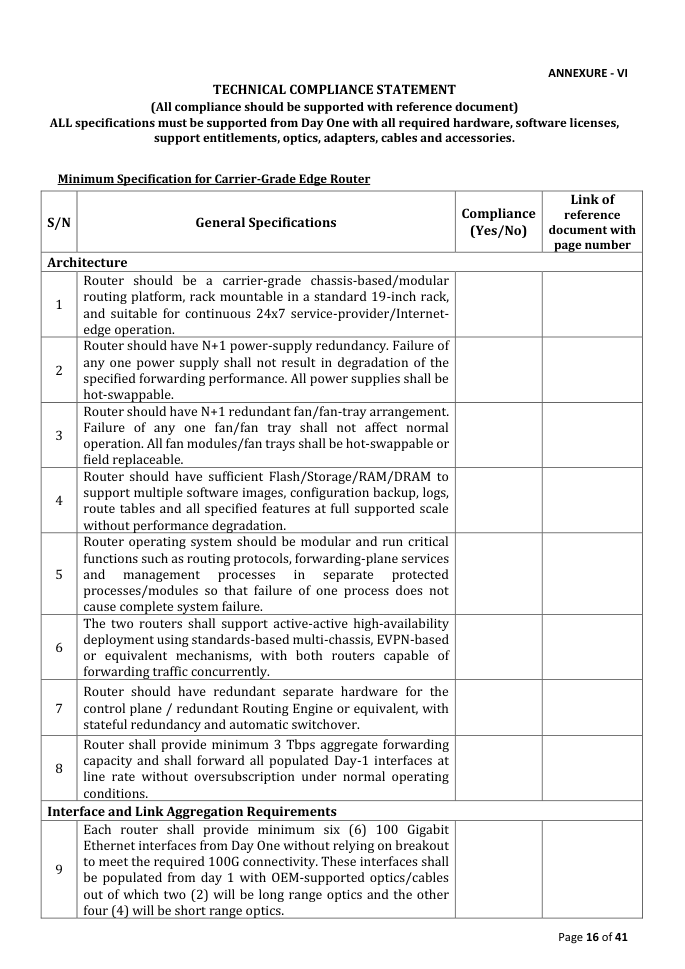 ANNEXURE - VI
TECHNICAL COMPLIANCE STATEMENT
(All compliance should be supported with reference document)
ALL specifications must be supported from Day One with all required hardware, software licenses,
support entitlements, optics, adapters, cables and accessories.
Minimum Specification for Carrier-Grade Edge Router
S/N
General Specifications
Compliance
(Yes/No)
Link of
reference
document with
page number
Architecture
1
Router should be a carrier-grade chassis-based/modular
routing platform, rack mountable in a standard 19-inch rack,
and suitable for continuous 24x7 service-provider/Internet-
edge operation.
2
Router should have N+1 power-supply redundancy. Failure of
any one power supply shall not result in degradation of the
specified forwarding performance. All power supplies shall be
hot-swappable.
3
Router should have N+1 redundant fan/fan-tray arrangement.
Failure of any one fan/fan tray shall not affect normal
operation. All fan modules/fan trays shall be hot-swappable or
field replaceable.
4
Router should have sufficient Flash/Storage/RAM/DRAM to
support multiple software images, configuration backup, logs,
route tables and all specified features at full supported scale
without performance degradation.
5
Router operating system should be modular and run critical
functions such as routing protocols, forwarding-plane services
and management processes in separate protected
processes/modules so that failure of one process does not
cause complete system failure.
6
The two routers shall support active-active high-availability
deployment using standards-based multi-chassis, EVPN-based
or equivalent mechanisms, with both routers capable of
forwarding traffic concurrently.
7
Router should have redundant separate hardware for the
control plane / redundant Routing Engine or equivalent, with
stateful redundancy and automatic switchover.
8
Router shall provide minimum 3 Tbps aggregate forwarding
capacity and shall forward all populated Day-1 interfaces at
line rate without oversubscription under normal operating
conditions.
Interface and Link Aggregation Requirements
9
Each router shall provide minimum six (6) 100 Gigabit
Ethernet interfaces from Day One without relying on breakout
to meet the required 100G connectivity. These interfaces shall
be populated from day 1 with OEM-supported optics/cables
out of which two (2) will be long range optics and the other
four (4) will be short range optics.
Page 16 of 41